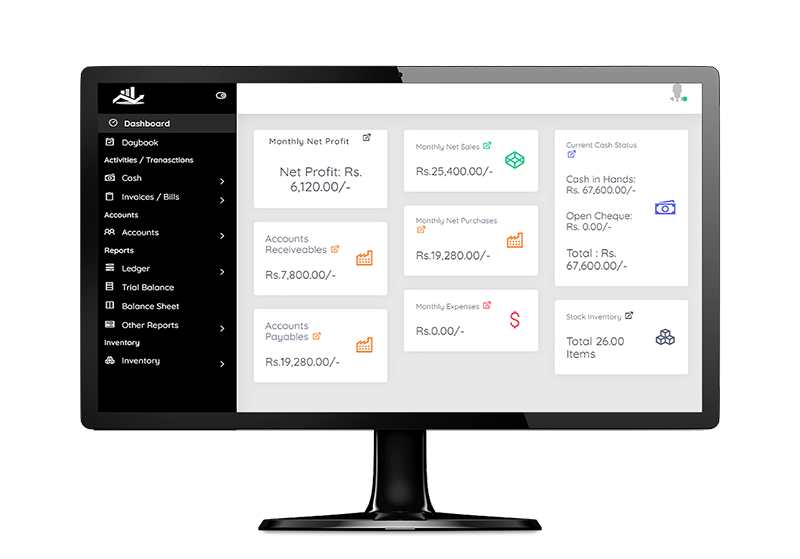 Dashboard
Daybook
Activities / Tranasctions
Cash
Invoices / Bills
Accounts
Accounts
Reports
Ledger
Trial Balance
Balance Sheet
Other Reports
Inventory
Inventory
Monthly Net Profit
Net Profit: Rs.
6,120.00/-
Accounts
Receiveables
Rs.7,800.00/-
Accounts
Payables
Rs.19,280.00/-
Monthly Net Sales
Rs.25,400.00/-
Monthly Net Purchases
Rs.19,280.00/-
Monthly Expenses
Rs.0.00/-
Current Cash Status
Cash in Hands:
Rs. 67,600.00/-
Open Cheque:
Rs. 0.00/-
Total : Rs.
67,600.00/-
Stock Inventory
Total 26.00
Items